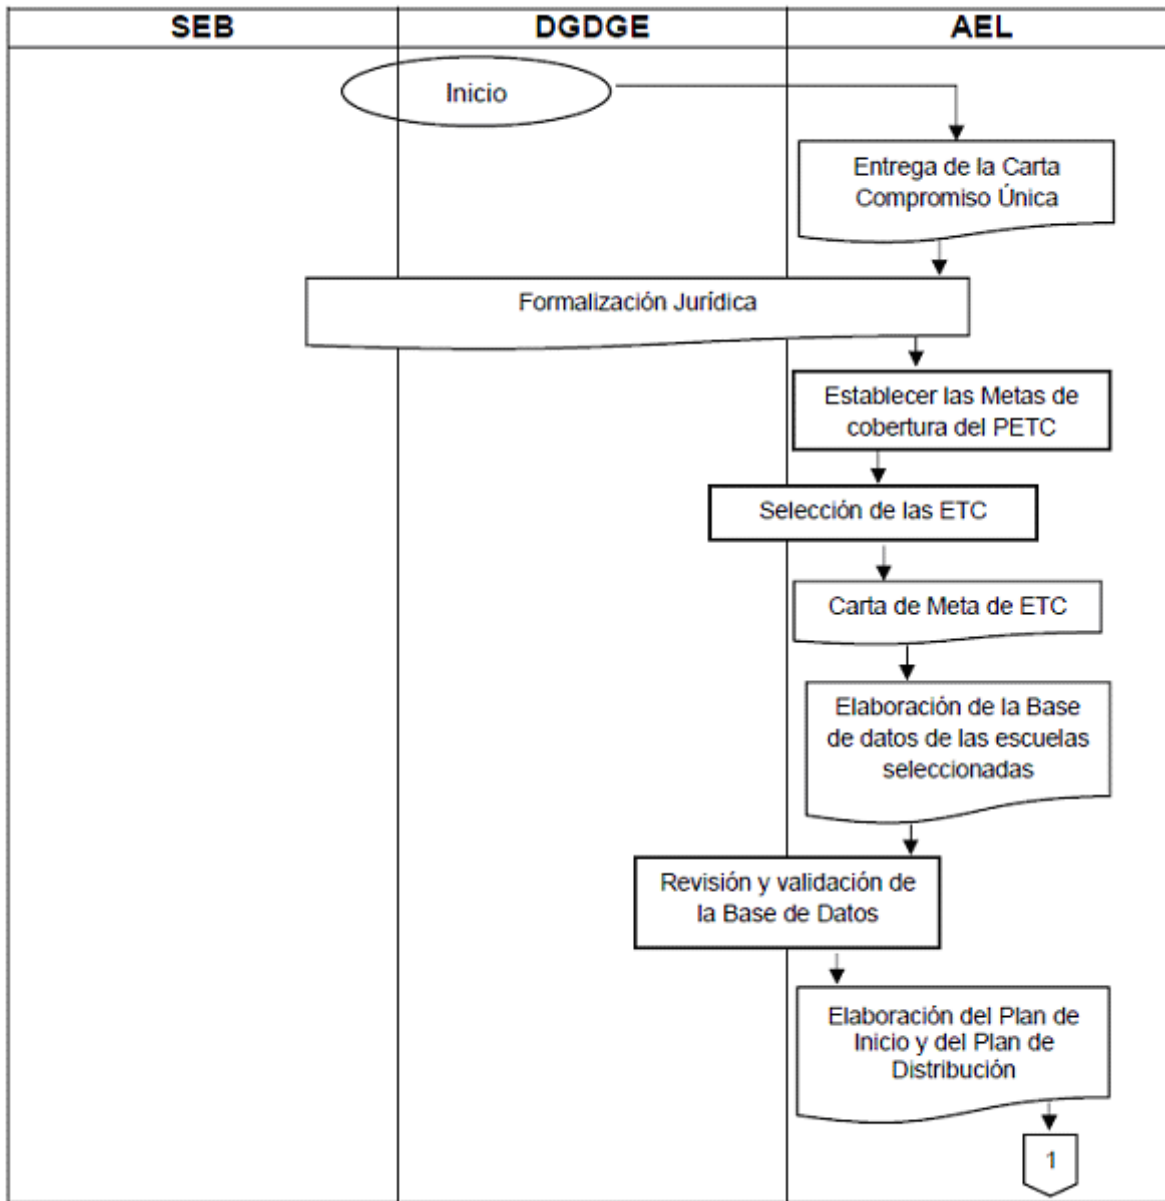 SEB
DGDGE
AEL
Inicio
Entrega de la Carta
Compromiso Única
Formalización Jurídica
Establecer las Metas de
cobertura del PETC
Selección de las ETC
Carta de Meta de ETC
Elaboración de la Base
de datos de las escuelas
seleccionadas
Revisión y validación de
la Base de Datos
Elaboración del Plan de
Inicio y del Plan de
Distribución
1